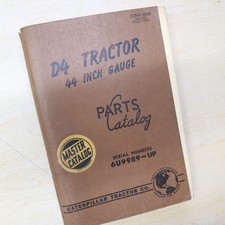 D4 TRACTOR
44 INCH GAUGE
PARTS
Catalog
MASTER
CATALOG
SERIAL NUMBERS
6U9989-UP
CATERPILLAR TRACTOR CO.